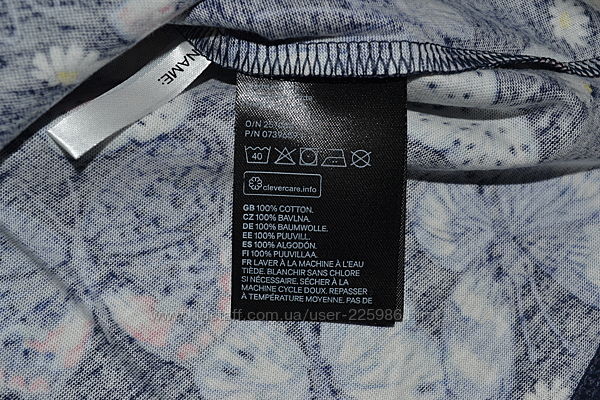 NAME:
O/N
P/N
40
clevercare.info
GB 100% COTTON.
CZ 100% BAVLNA.
DE 100% BAUMWOLLE.
EE 100% PUUVILL.
ES 100% ALGODÓN.
FI 100% PUUVILLAA.
FR LAVER À LA MACHINE À L'EAU
TIÈDE. BLANCHIR SANS CHLORE
SI NÉCESSAIRE. SÉCHER À LA
MACHINE CYCLE DOUX. REPASSER
À TEMPÉRATURE MOYENNE. PAS DE